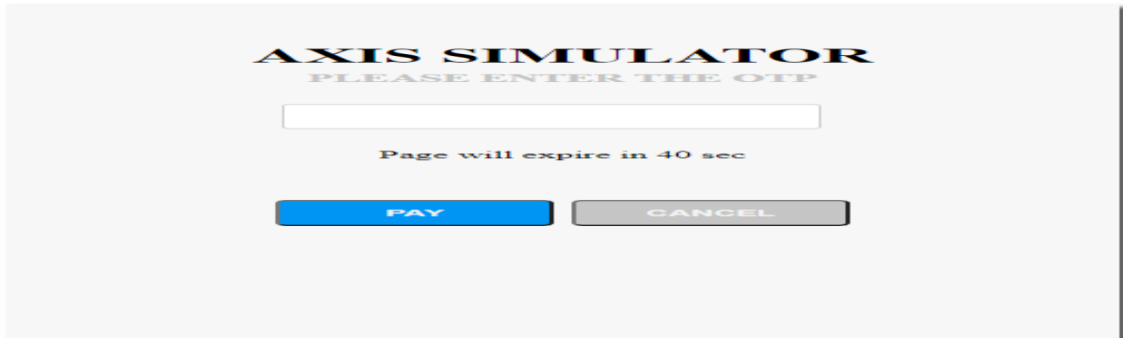 AXIS SIMULATOR
PLEASE ENTER THE OTP
Page will expire in 40 sec
PAY CANCEL